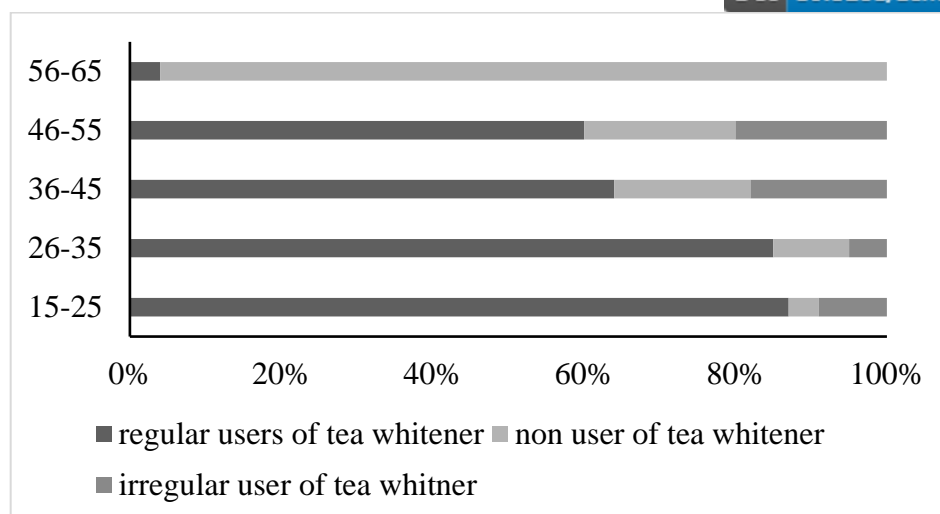 56-65
46-55
36-45
26-35
15-25
0% 20% 40% 60% 80% 100%
regular users of tea whitener non user of tea whitener
irregular user of tea whitner